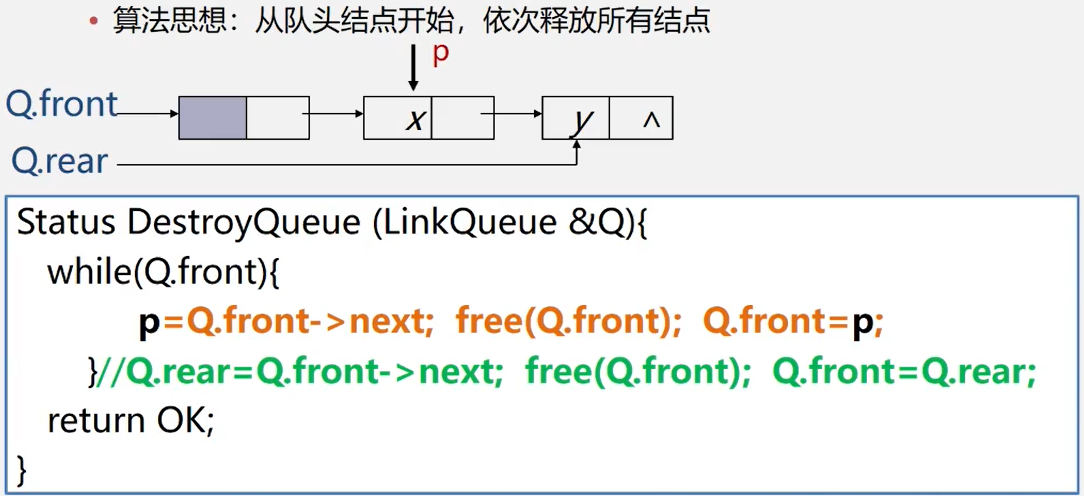 • 算法思想：从队头结点开始，依次释放所有结点
p
Q.front
x
y ^
Q.rear
Status DestroyQueue (LinkQueue &Q){
while(Q.front){
p=Q.front->next; free(Q.front); Q.front=p;
}//Q.rear=Q.front->next; free(Q.front); Q.front=Q.rear;
return OK;
}